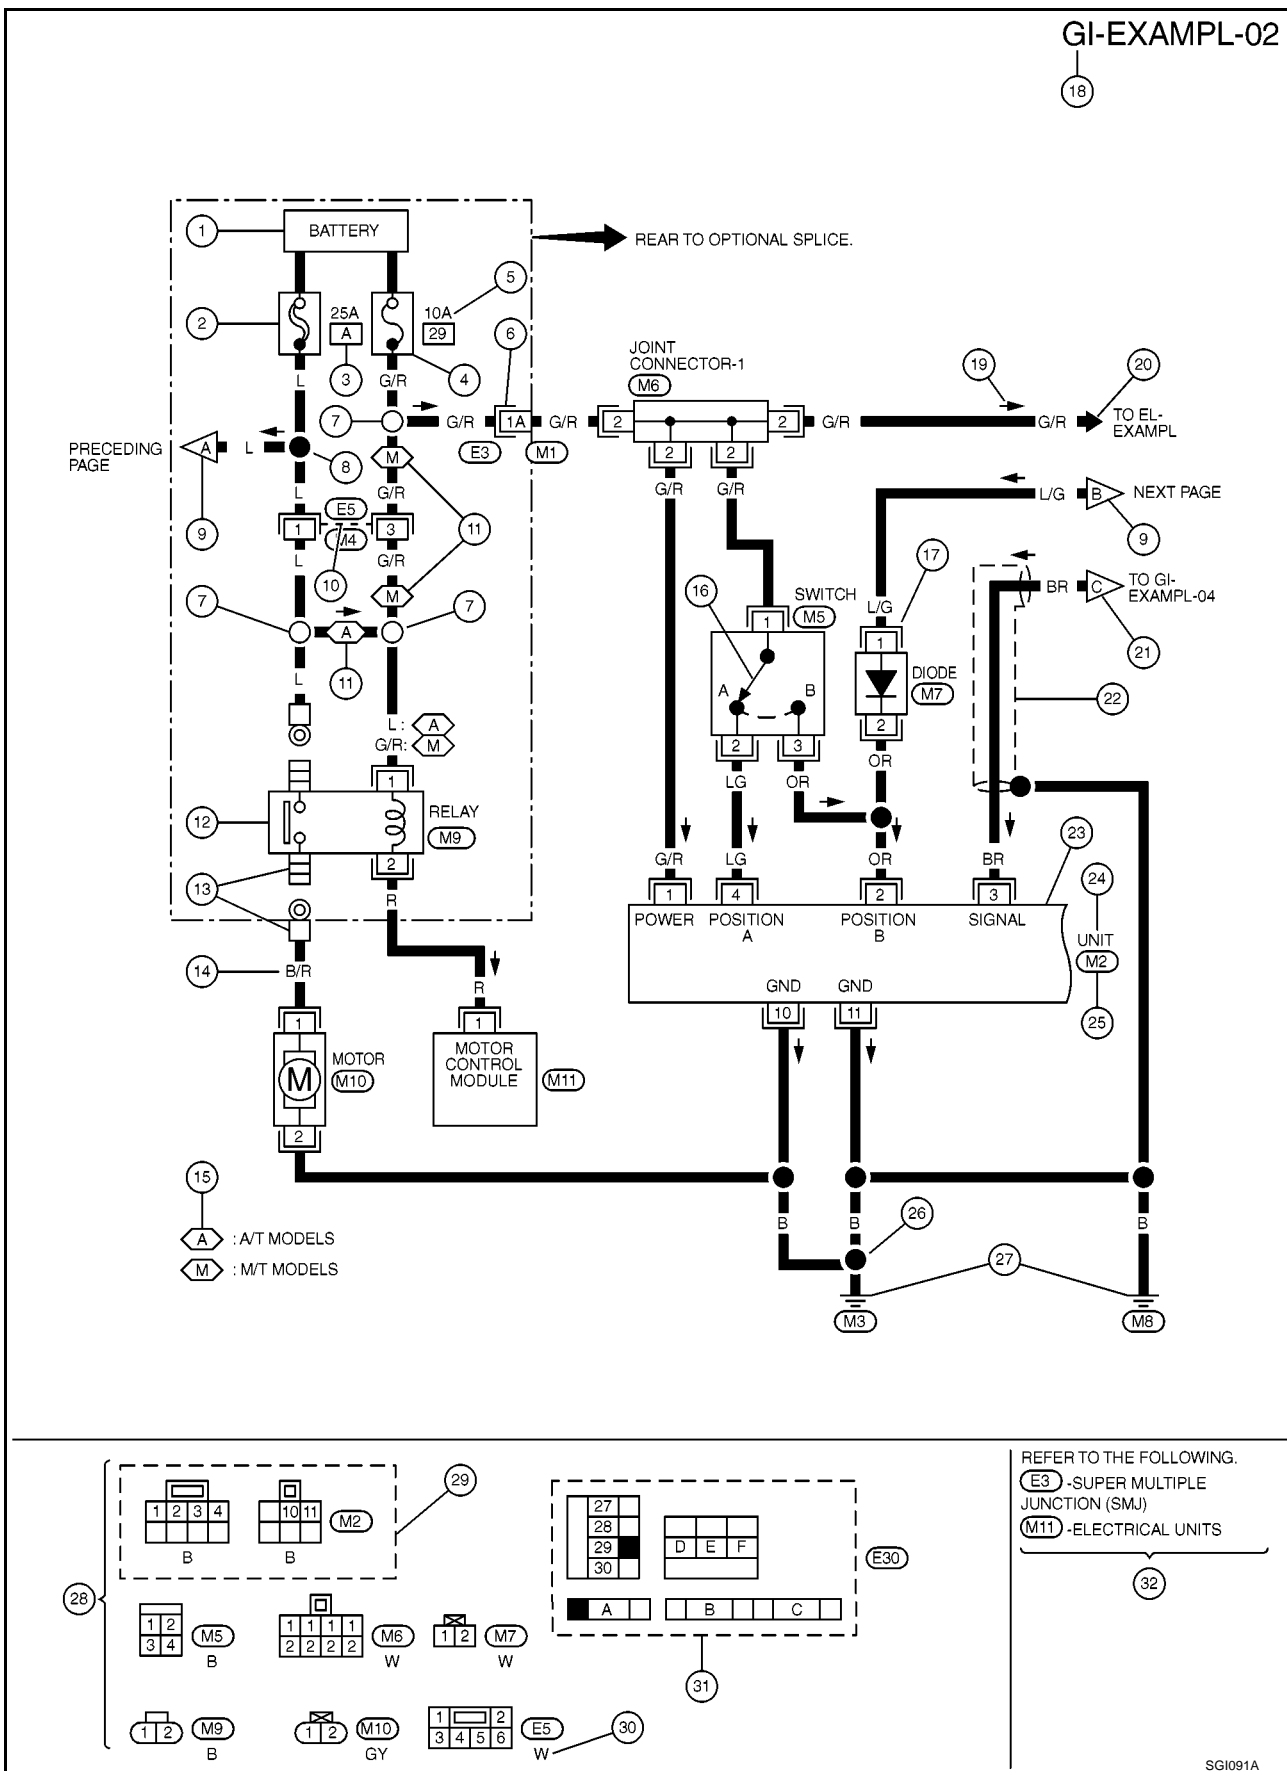 GI-EXAMPL-02
18
1
BATTERY
REAR TO OPTIONAL SPLICE.
5
2
25A
A
10A
29
6
3
4
JOINT
CONNECTOR-1
M6
19
20
L
G/R
7
G/R
1A
G/R
2
2
G/R
G/R
TO EL-
EXAMPL
E3
M1
PRECEDING
PAGE
A
L
8
M
2
2
9
L
G/R
G/R
G/R
L/G
B
NEXT PAGE
E5
1
3
M4
11
9
L
G/R
10
17
BR
C
TO GI-
EXAMPL-04
M
16
SWITCH
M5
L/G
7
7
1
1
A
21
11
DIODE
M7
L
A
B
22
L :
A
G/R:
M
2
3
2
1
LG
OR
OR
12
RELAY
M9
23
2
13
G/R
LG
OR
BR
24
R
1
4
2
3
POWER
POSITION
A
POSITION
B
SIGNAL
UNIT
M2
14
B/R
R
GND
GND
10
11
25
1
1
MOTOR
M10
M
MOTOR
CONTROL
MODULE
M11
2
15
B
B
26
B
A
: A/T MODELS
M
: M/T MODELS
27
M3
M8
28
29
1 2 3 4
10 11
M2
B
B
1 2
3 4
M5
B
1 1 1 1
2 2 2 2
M6
W
1 2
M7
W
1 2
M9
B
1 2
M10
GY
1 2
3 4 5 6
E5
W
30
27
28
29
30
D E F
E30
A
B
C
31
REFER TO THE FOLLOWING.
E3 -SUPER MULTIPLE
JUNCTION (SMJ)
M11 -ELECTRICAL UNITS
32
SGI091A